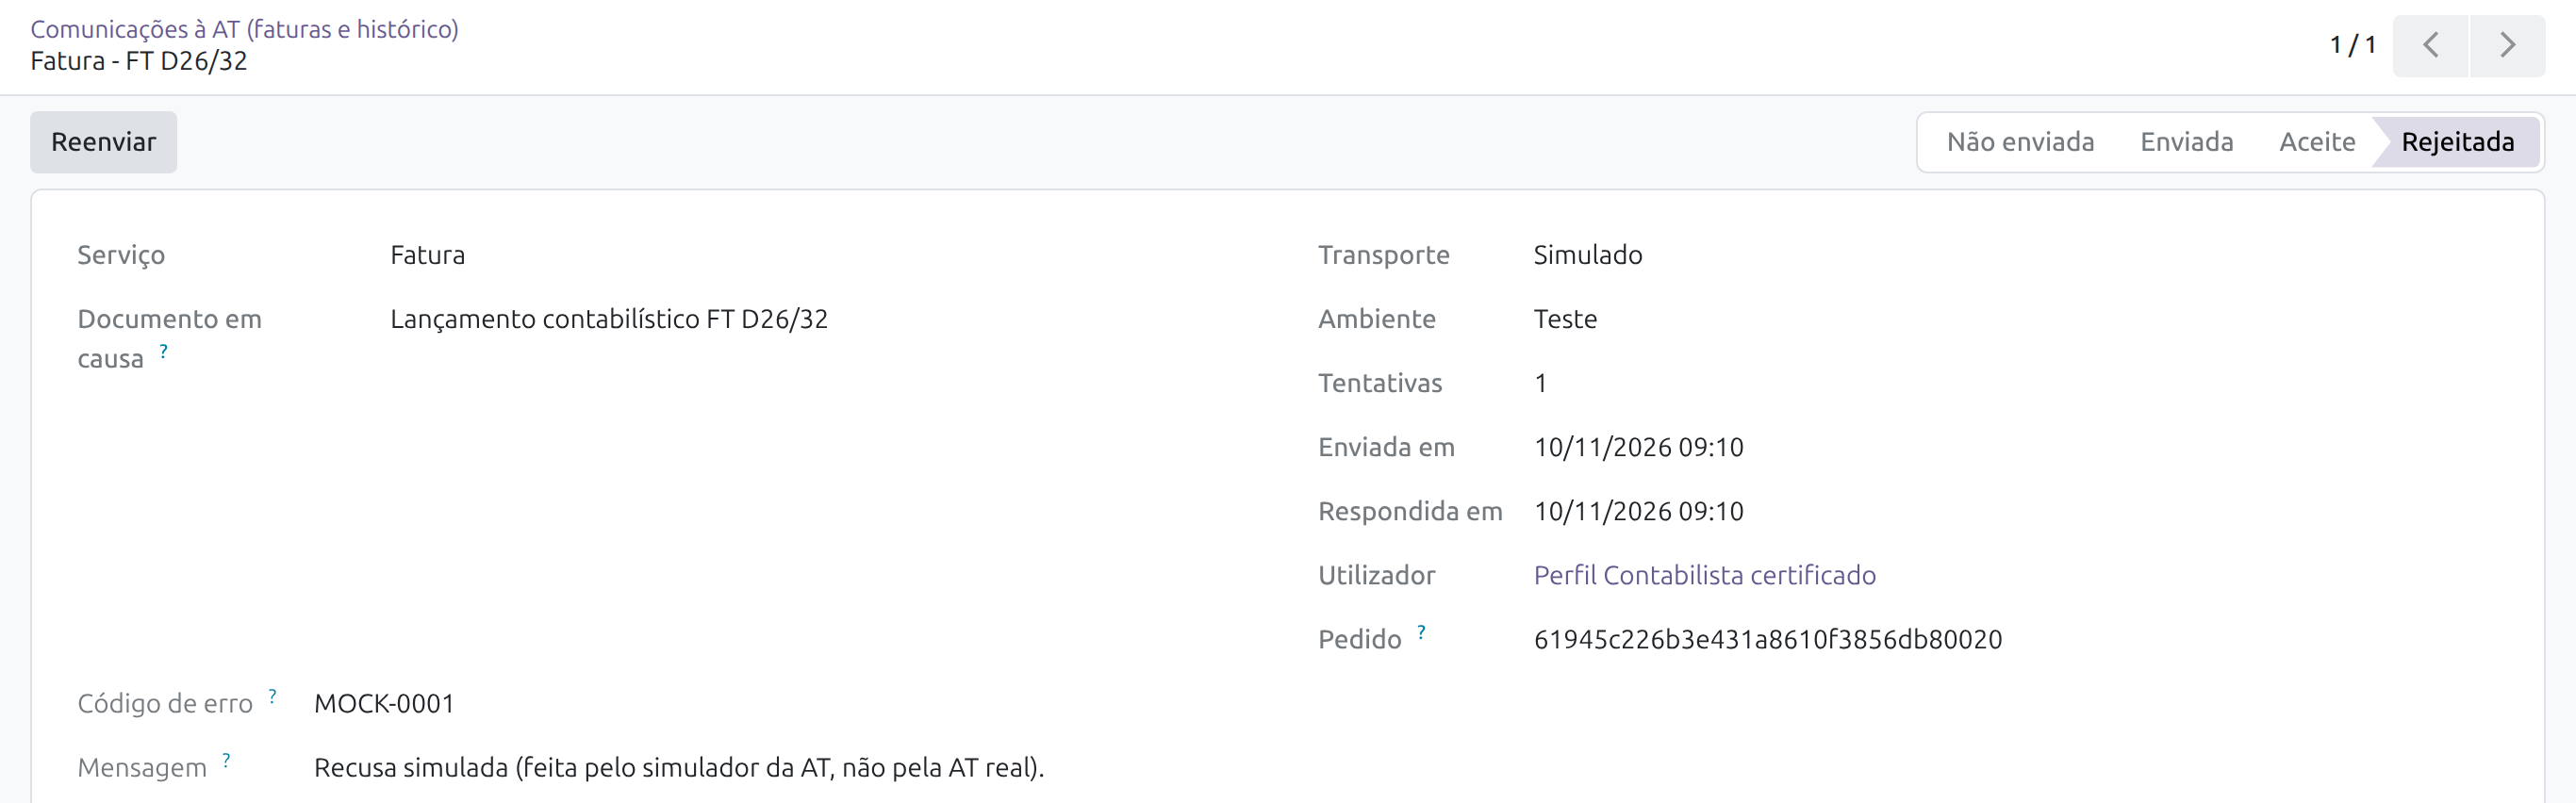 Comunicações à AT (faturas e histórico)
Fatura - FT D26/32
1 / 1
Reenviar
Não enviada Enviada Aceite Rejeitada
Serviço Fatura
Documento em causa ? Lançamento contabilístico FT D26/32
Transporte Simulado
Ambiente Teste
Tentativas 1
Enviada em 10/11/2026 09:10
Respondida em 10/11/2026 09:10
Utilizador Perfil Contabilista certificado
Pedido ? 61945c226b3e431a8610f3856db80020
Código de erro ? MOCK-0001
Mensagem ? Recusa simulada (feita pelo simulador da AT, não pela AT real).